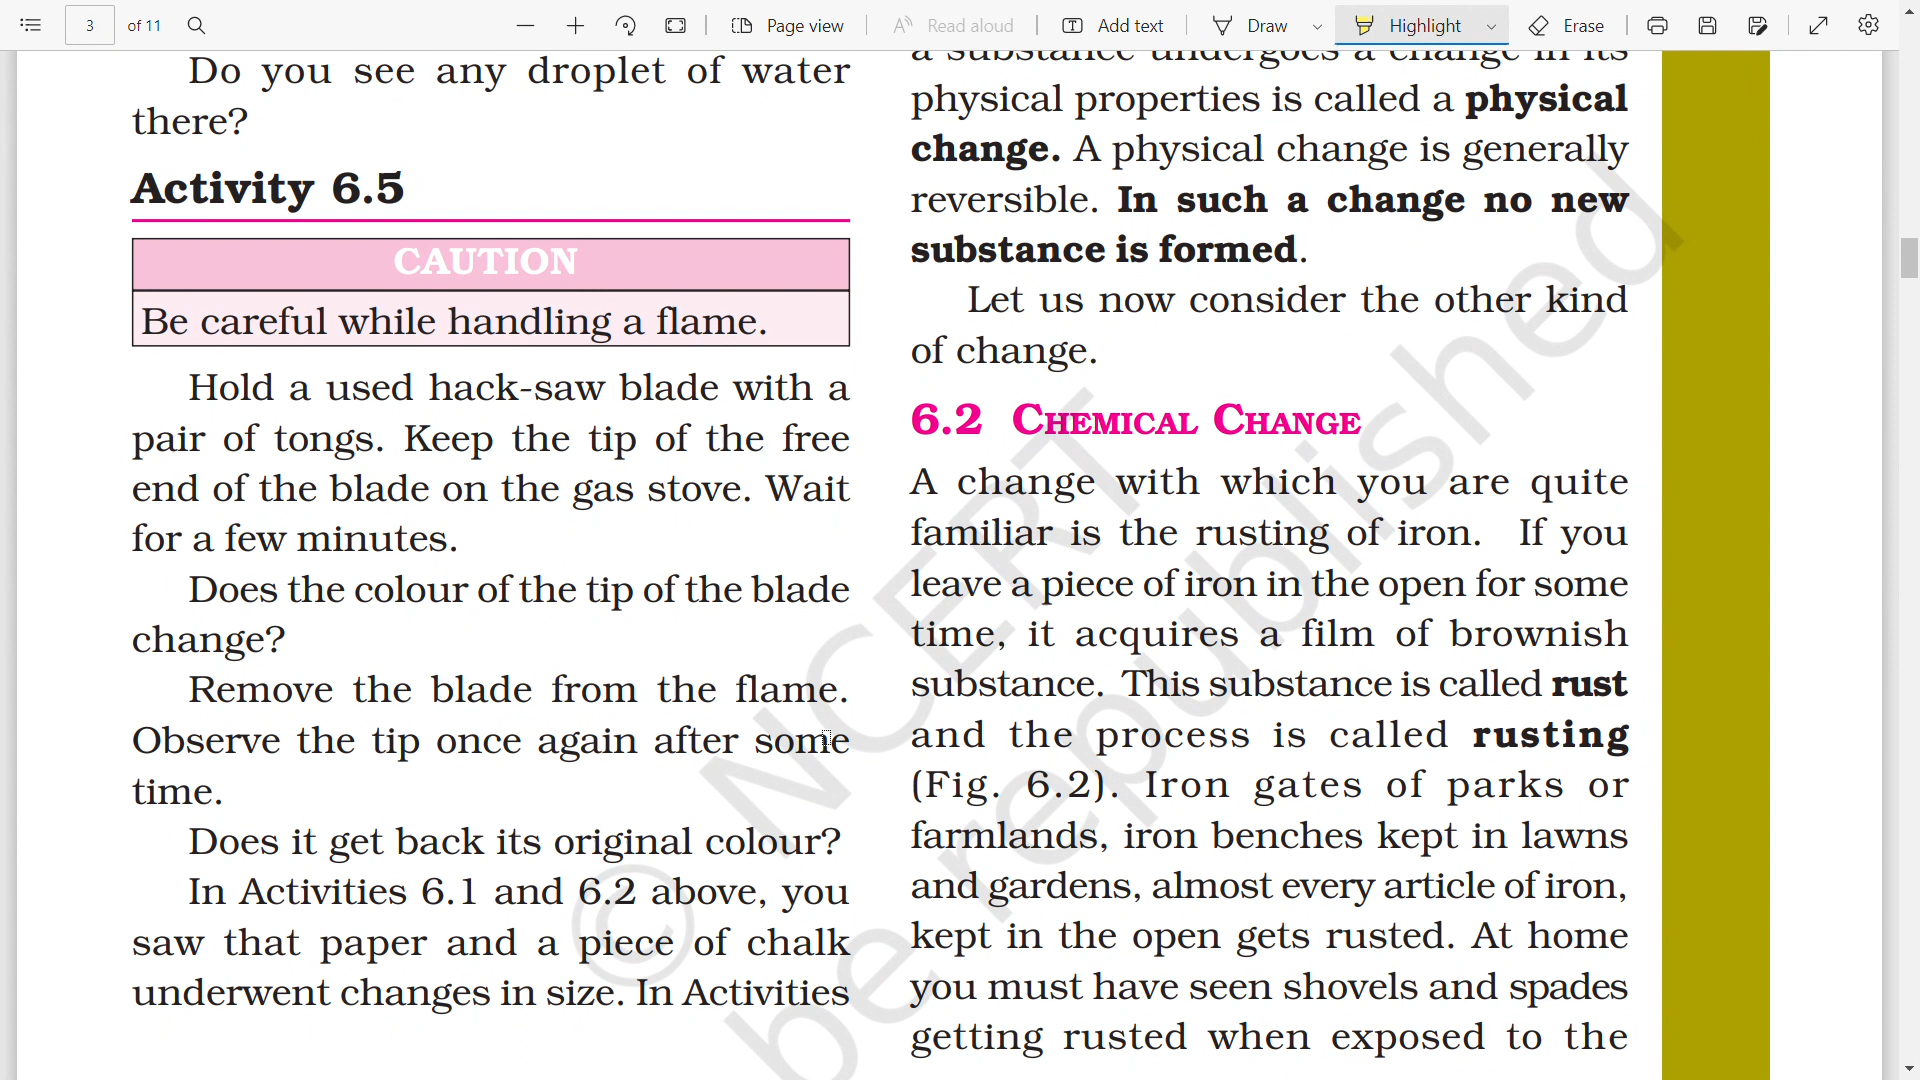 3 of 11 Page view Read aloud Add text Draw Highlight Erase
Do you see any droplet of water
there?
Activity 6.5
CAUTION
Be careful while handling a flame.
Hold a used hack-saw blade with a
pair of tongs. Keep the tip of the free
end of the blade on the gas stove. Wait
for a few minutes.
Does the colour of the tip of the blade
change?
Remove the blade from the flame.
Observe the tip once again after some
time.
Does it get back its original colour?
In Activities 6.1 and 6.2 above, you
saw that paper and a piece of chalk
underwent changes in size. In Activities
a substance undergoes a change in its
physical properties is called a physical
change. A physical change is generally
reversible. In such a change no new
substance is formed.
Let us now consider the other kind
of change.
6.2 CHEMICAL CHANGE
A change with which you are quite
familiar is the rusting of iron. If you
leave a piece of iron in the open for some
time, it acquires a film of brownish
substance. This substance is called rust
and the process is called rusting
(Fig. 6.2). Iron gates of parks or
farmlands, iron benches kept in lawns
and gardens, almost every article of iron,
kept in the open gets rusted. At home
you must have seen shovels and spades
getting rusted when exposed to the
© NCERT
be republished